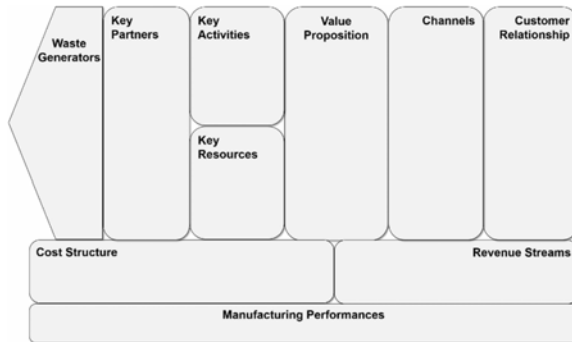 Waste
Generators
Key
Partners
Key
Activities
Key
Resources
Value
Proposition
Channels
Customer
Relationship
Cost Structure
Revenue Streams
Manufacturing Performances